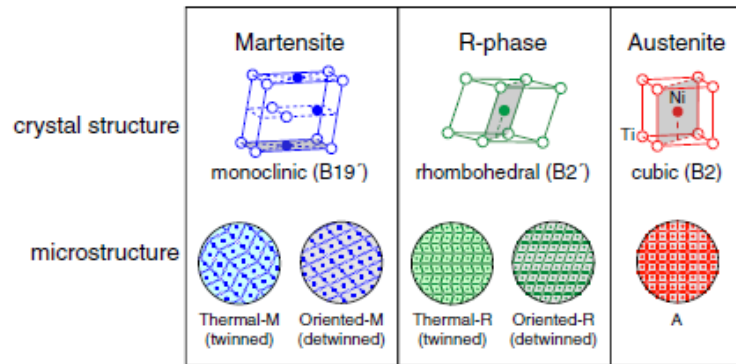 Martensite
R-phase
Austenite
crystal structure
Ni
Ti
monoclinic (B19´)
rhombohedral (B2´)
cubic (B2)
microstructure
Thermal-M
(twinned)
Oriented-M
(detwinned)
Thermal-R
(twinned)
Oriented-R
(detwinned)
A